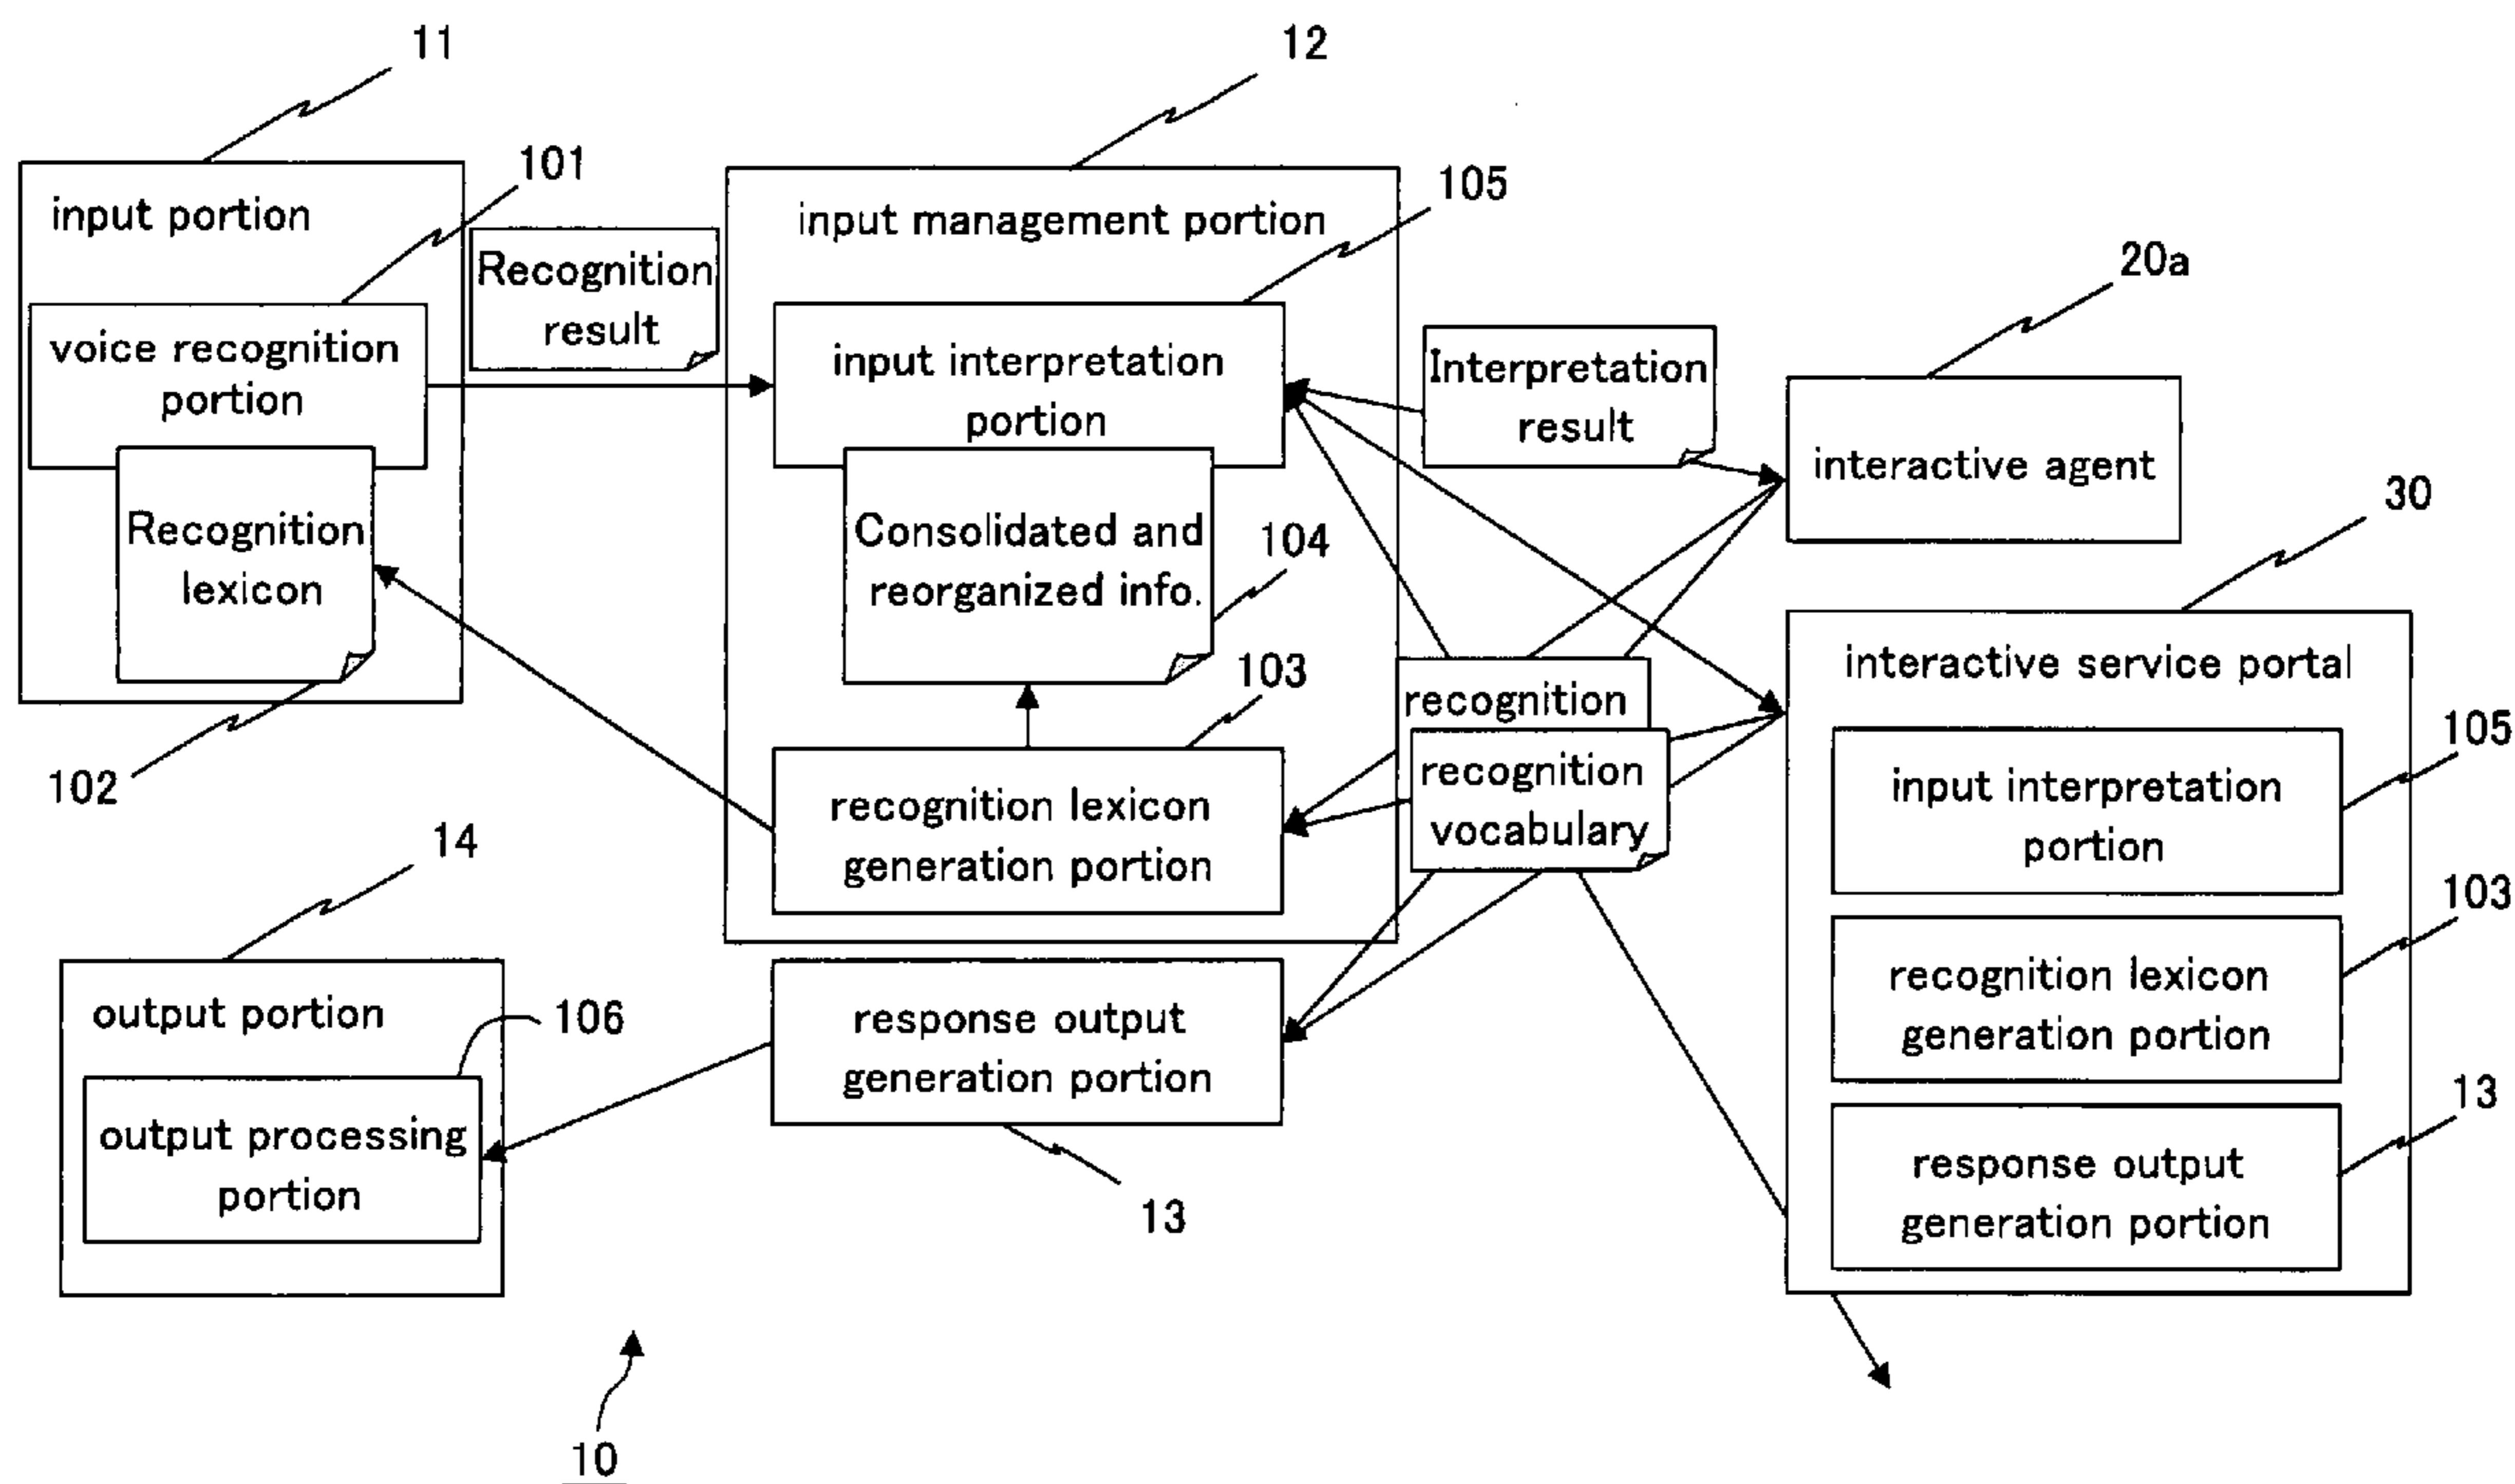 11
12
101
105
input portion
Recognition
result
input management portion
20a
voice recognition
portion
input interpretation
portion
Interpretation
result
interactive agent
30
Recognition
lexicon
Consolidated and
reorganized info.
104
103
102
recognition
recognition
vocabulary
interactive service portal
105
input interpretation
portion
recognition lexicon
generation portion
14
103
recognition lexicon
generation portion
output portion
106
response output
generation portion
13
output processing
portion
13
response output
generation portion
10